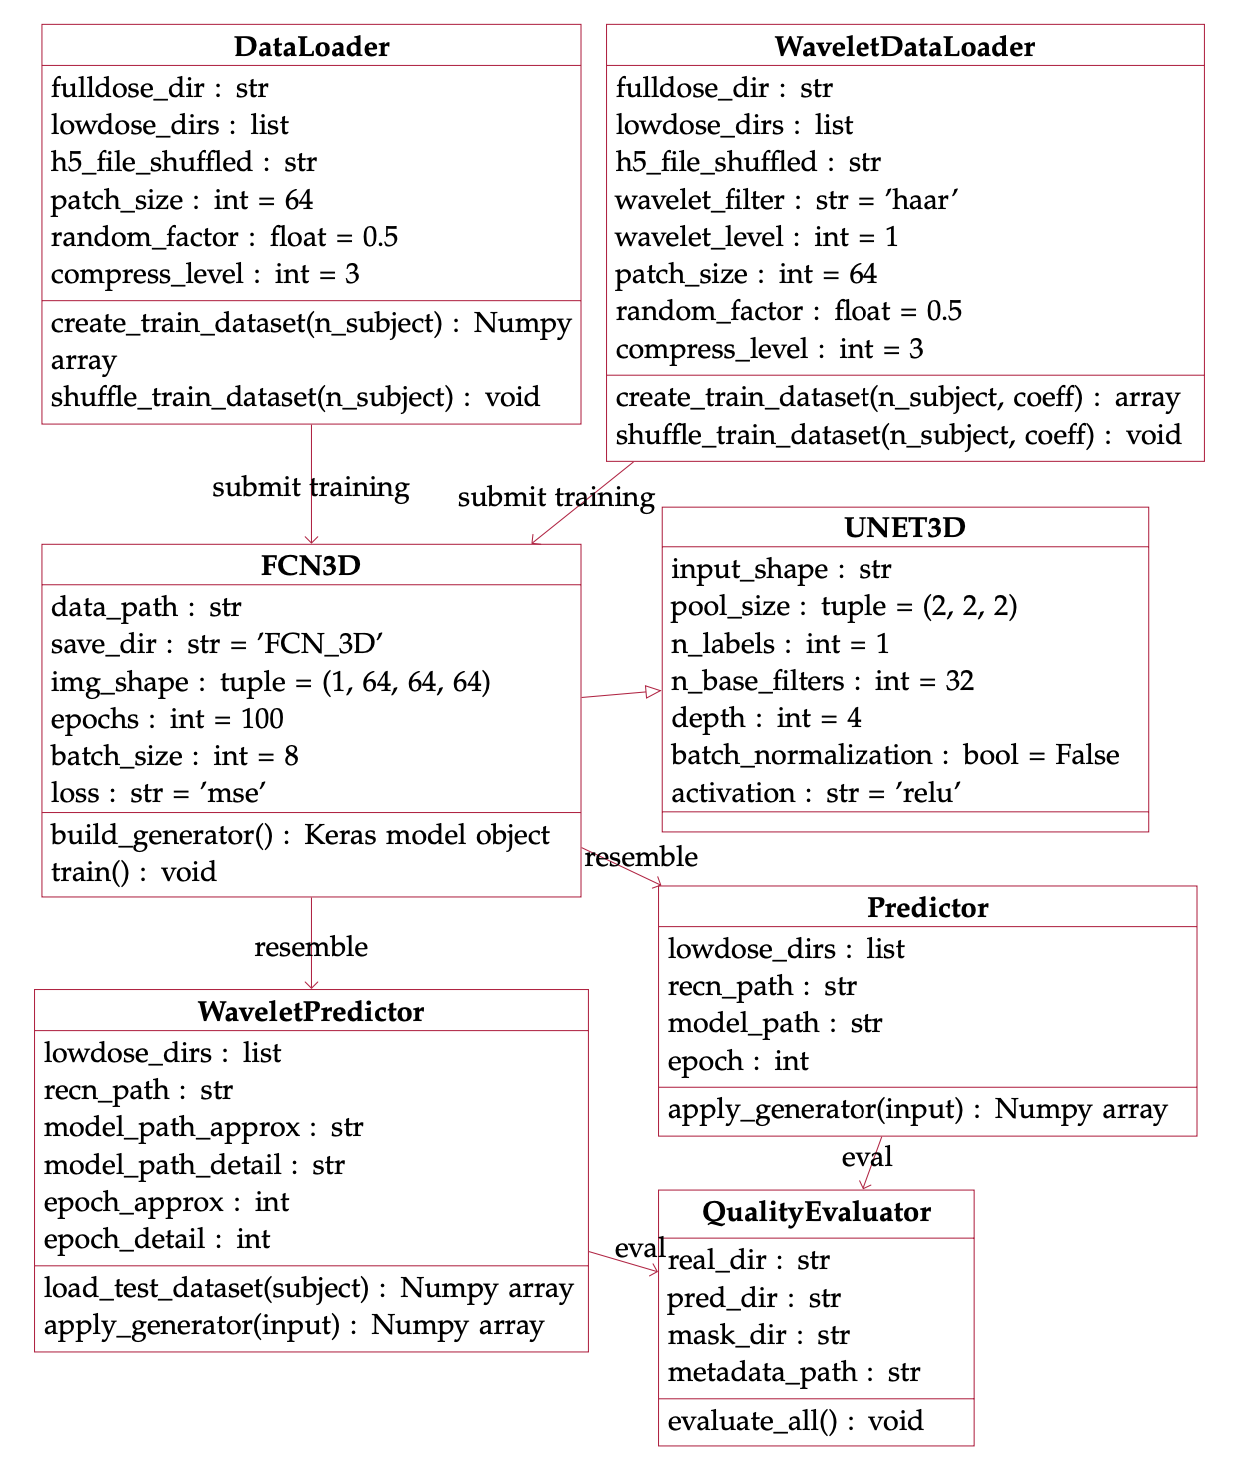 DataLoader
fulldose_dir : str
lowdose_dirs : list
h5_file_shuffled : str
patch_size : int = 64
random_factor : float = 0.5
compress_level : int = 3
create_train_dataset(n_subject) : Numpy
array
shuffle_train_dataset(n_subject) : void
WaveletDataLoader
fulldose_dir : str
lowdose_dirs : list
h5_file_shuffled : str
wavelet_filter : str = ’haar’
wavelet_level : int = 1
patch_size : int = 64
random_factor : float = 0.5
compress_level : int = 3
create_train_dataset(n_subject, coeff) : array
shuffle_train_dataset(n_subject, coeff) : void
submit training
submit training
FCN3D
data_path : str
save_dir : str = ’FCN_3D’
img_shape : tuple = (1, 64, 64, 64)
epochs : int = 100
batch_size : int = 8
loss : str = ’mse’
build_generator() : Keras model object
train() : void
UNET3D
input_shape : str
pool_size : tuple = (2, 2, 2)
n_labels : int = 1
n_base_filters : int = 32
depth : int = 4
batch_normalization : bool = False
activation : str = ’relu’
resemble
resemble
Predictor
lowdose_dirs : list
recn_path : str
model_path : str
epoch : int
apply_generator(input) : Numpy array
WaveletPredictor
lowdose_dirs : list
recn_path : str
model_path_approx : str
model_path_detail : str
epoch_approx : int
epoch_detail : int
load_test_dataset(subject) : Numpy array
apply_generator(input) : Numpy array
eval
eval
QualityEvaluator
real_dir : str
pred_dir : str
mask_dir : str
metadata_path : str
evaluate_all() : void